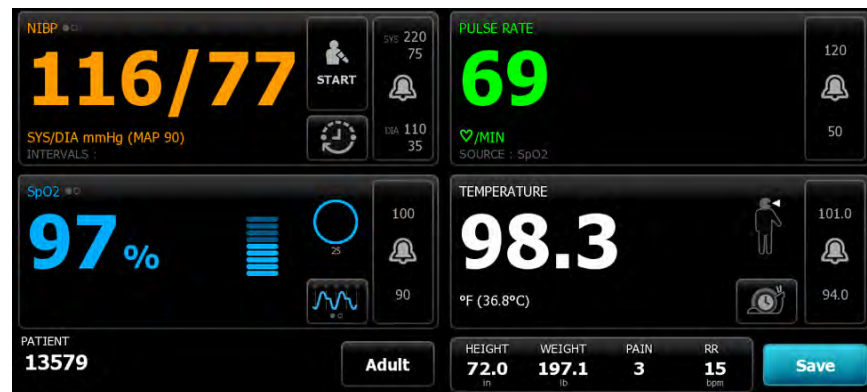 NIBP
116/77
SYS/DIA mmHg (MAP 90)
INTERVALS :
START
SYS 220
75
DIA 110
35
PULSE RATE
69
/MIN
SOURCE : SpO2
120
50
SpO2
97 %
25
100
90
TEMPERATURE
98.3
°F (36.8°C)
101.0
94.0
PATIENT
13579
Adult
HEIGHT WEIGHT PAIN RR
72.0 197.1 3 15
in lb bpm
Save